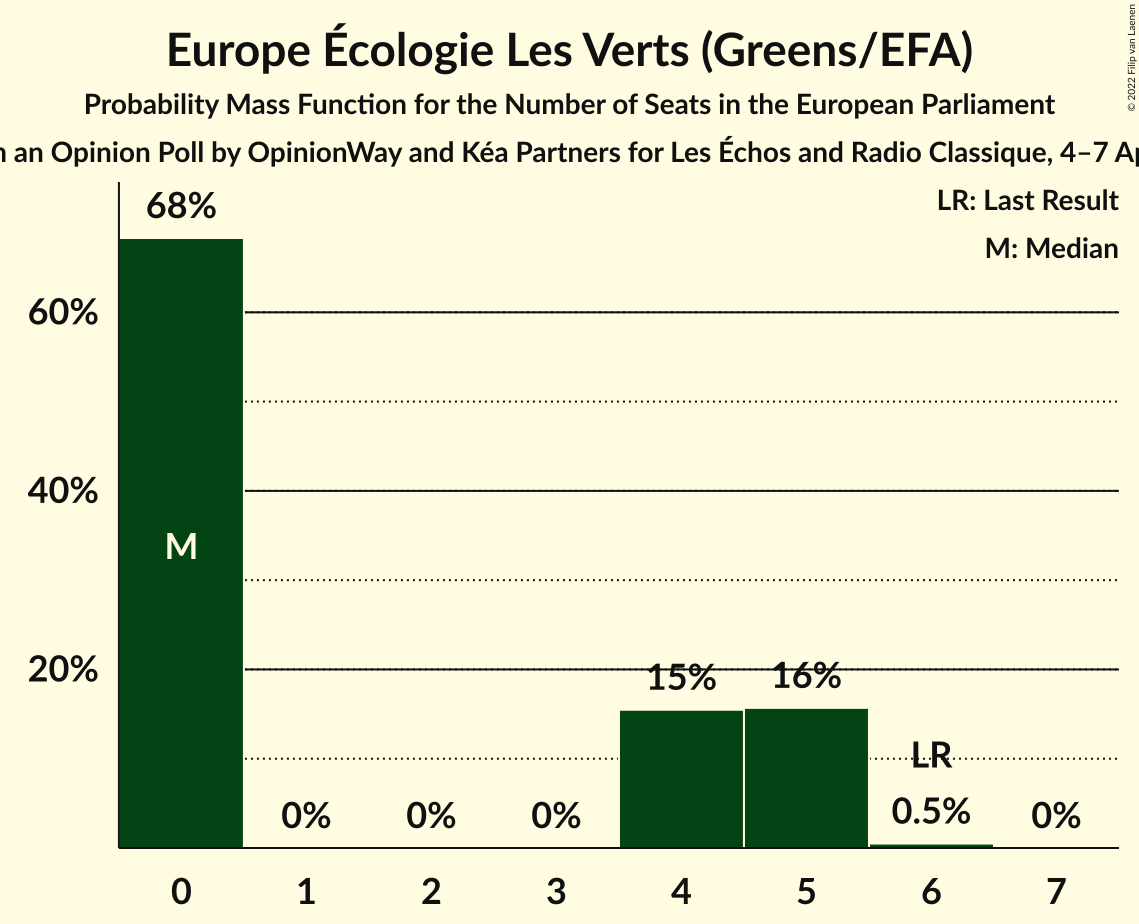 Europe Écologie Les Verts (Greens/EFA)
Probability Mass Function for the Number of Seats in the European Parliament
an Opinion Poll by OpinionWay and Kéa Partners for Les Échos and Radio Classique, 4–7
© 2022 Filip van Laenen
LR: Last Result
M: Median
68%
60%
40%
20%
M
0%
0%
0%
15%
16%
LR
0.5%
0%
0 1 2 3 4 5 6 7